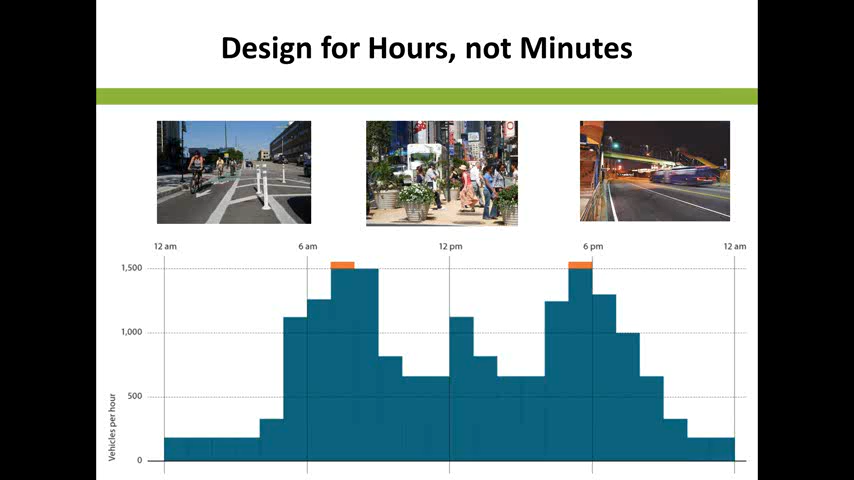 Design for Hours, not Minutes
12 am
6 am
12 pm
6 pm
12 am
1,500
1,000
500
0
Vehicles per hour